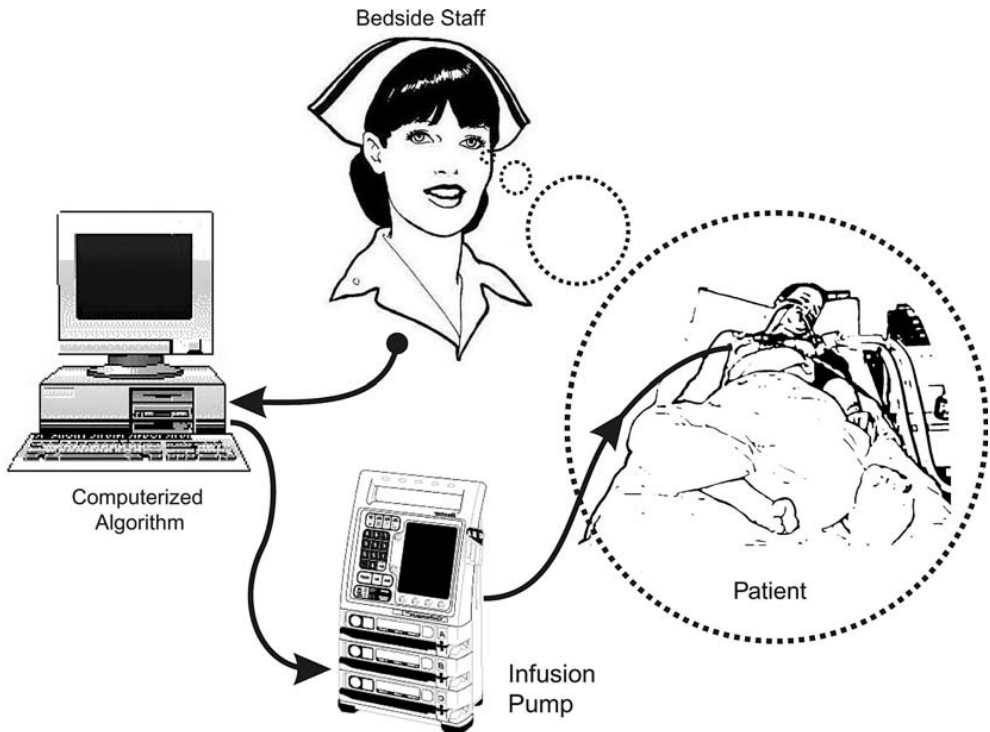 Bedside Staff
Computerized
Algorithm
Patient
Infusion
Pump
A
B
C